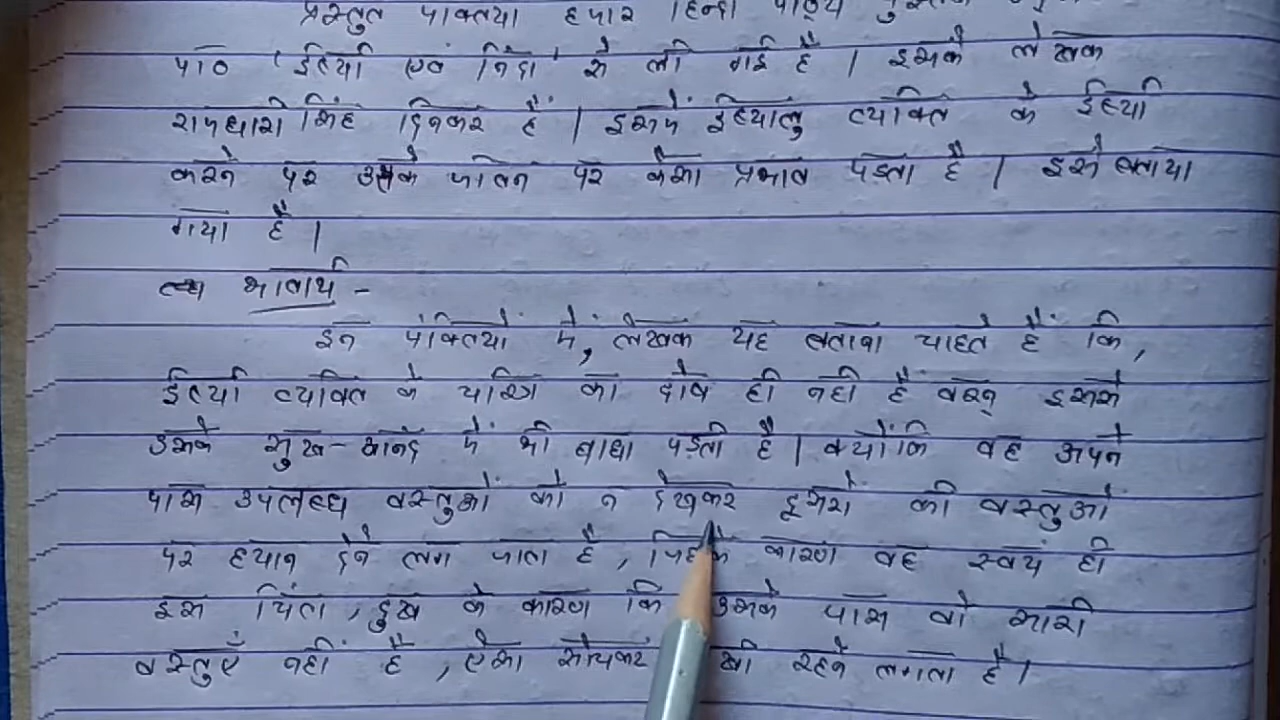 प्रस्तुत पंक्तियाँ हमारे हिन्दी पाठ्य
पाठ 'ईर्ष्या एवं निंदा' से ली गई है । इसके लेखक
रामधारी सिंह दिनकर हैं । इसमें ईर्ष्यालु व्यक्ति के ईर्ष्या
करने पर उसके जीवन पर कैसा प्रभाव पड़ता है । इसे बताया
गया है ।
भावार्थ -
इन पंक्तियों में, लेखक यह बताना चाहते हैं कि,
ईर्ष्या व्यक्ति के चरित्र का दोष ही नही है वरन् इससे
उसके सुख-आनंद में भी बाधा पड़ती है । क्योंकि वह अपने
पास उपलब्ध वस्तुओं को न देखकर दूसरों की वस्तुओं
पर ध्यान देने लग जाता है , कारण वह स्वयं ही
इस चिंता , दुख के कारण कि उसके पास वो सारी
वस्तुएँ नहीं है , ऐसा सोचकर रहने लगता है ।